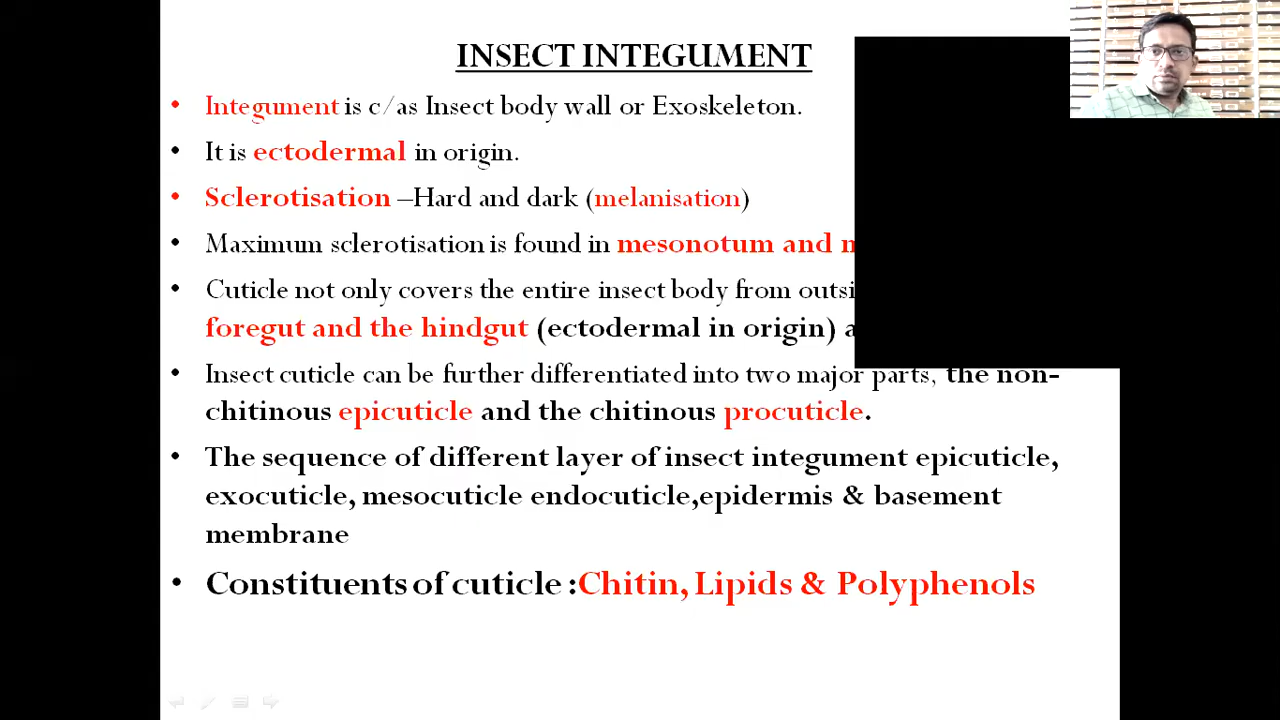 INSECT INTEGUMENT
• Integument is c/as Insect body wall or Exoskeleton.
• It is ectodermal in origin.
• Sclerotisation –Hard and dark (melanisation)
• Maximum sclerotisation is found in mesonotum and
• Cuticle not only covers the entire insect body from
foregut and the hindgut (ectodermal in origin)
• Insect cuticle can be further differentiated into two major parts, the non-
chitinous epicuticle and the chitinous procuticle.
• The sequence of different layer of insect integument epicuticle,
exocuticle, mesocuticle endocuticle,epidermis & basement
membrane
• Constituents of cuticle :Chitin, Lipids & Polyphenols